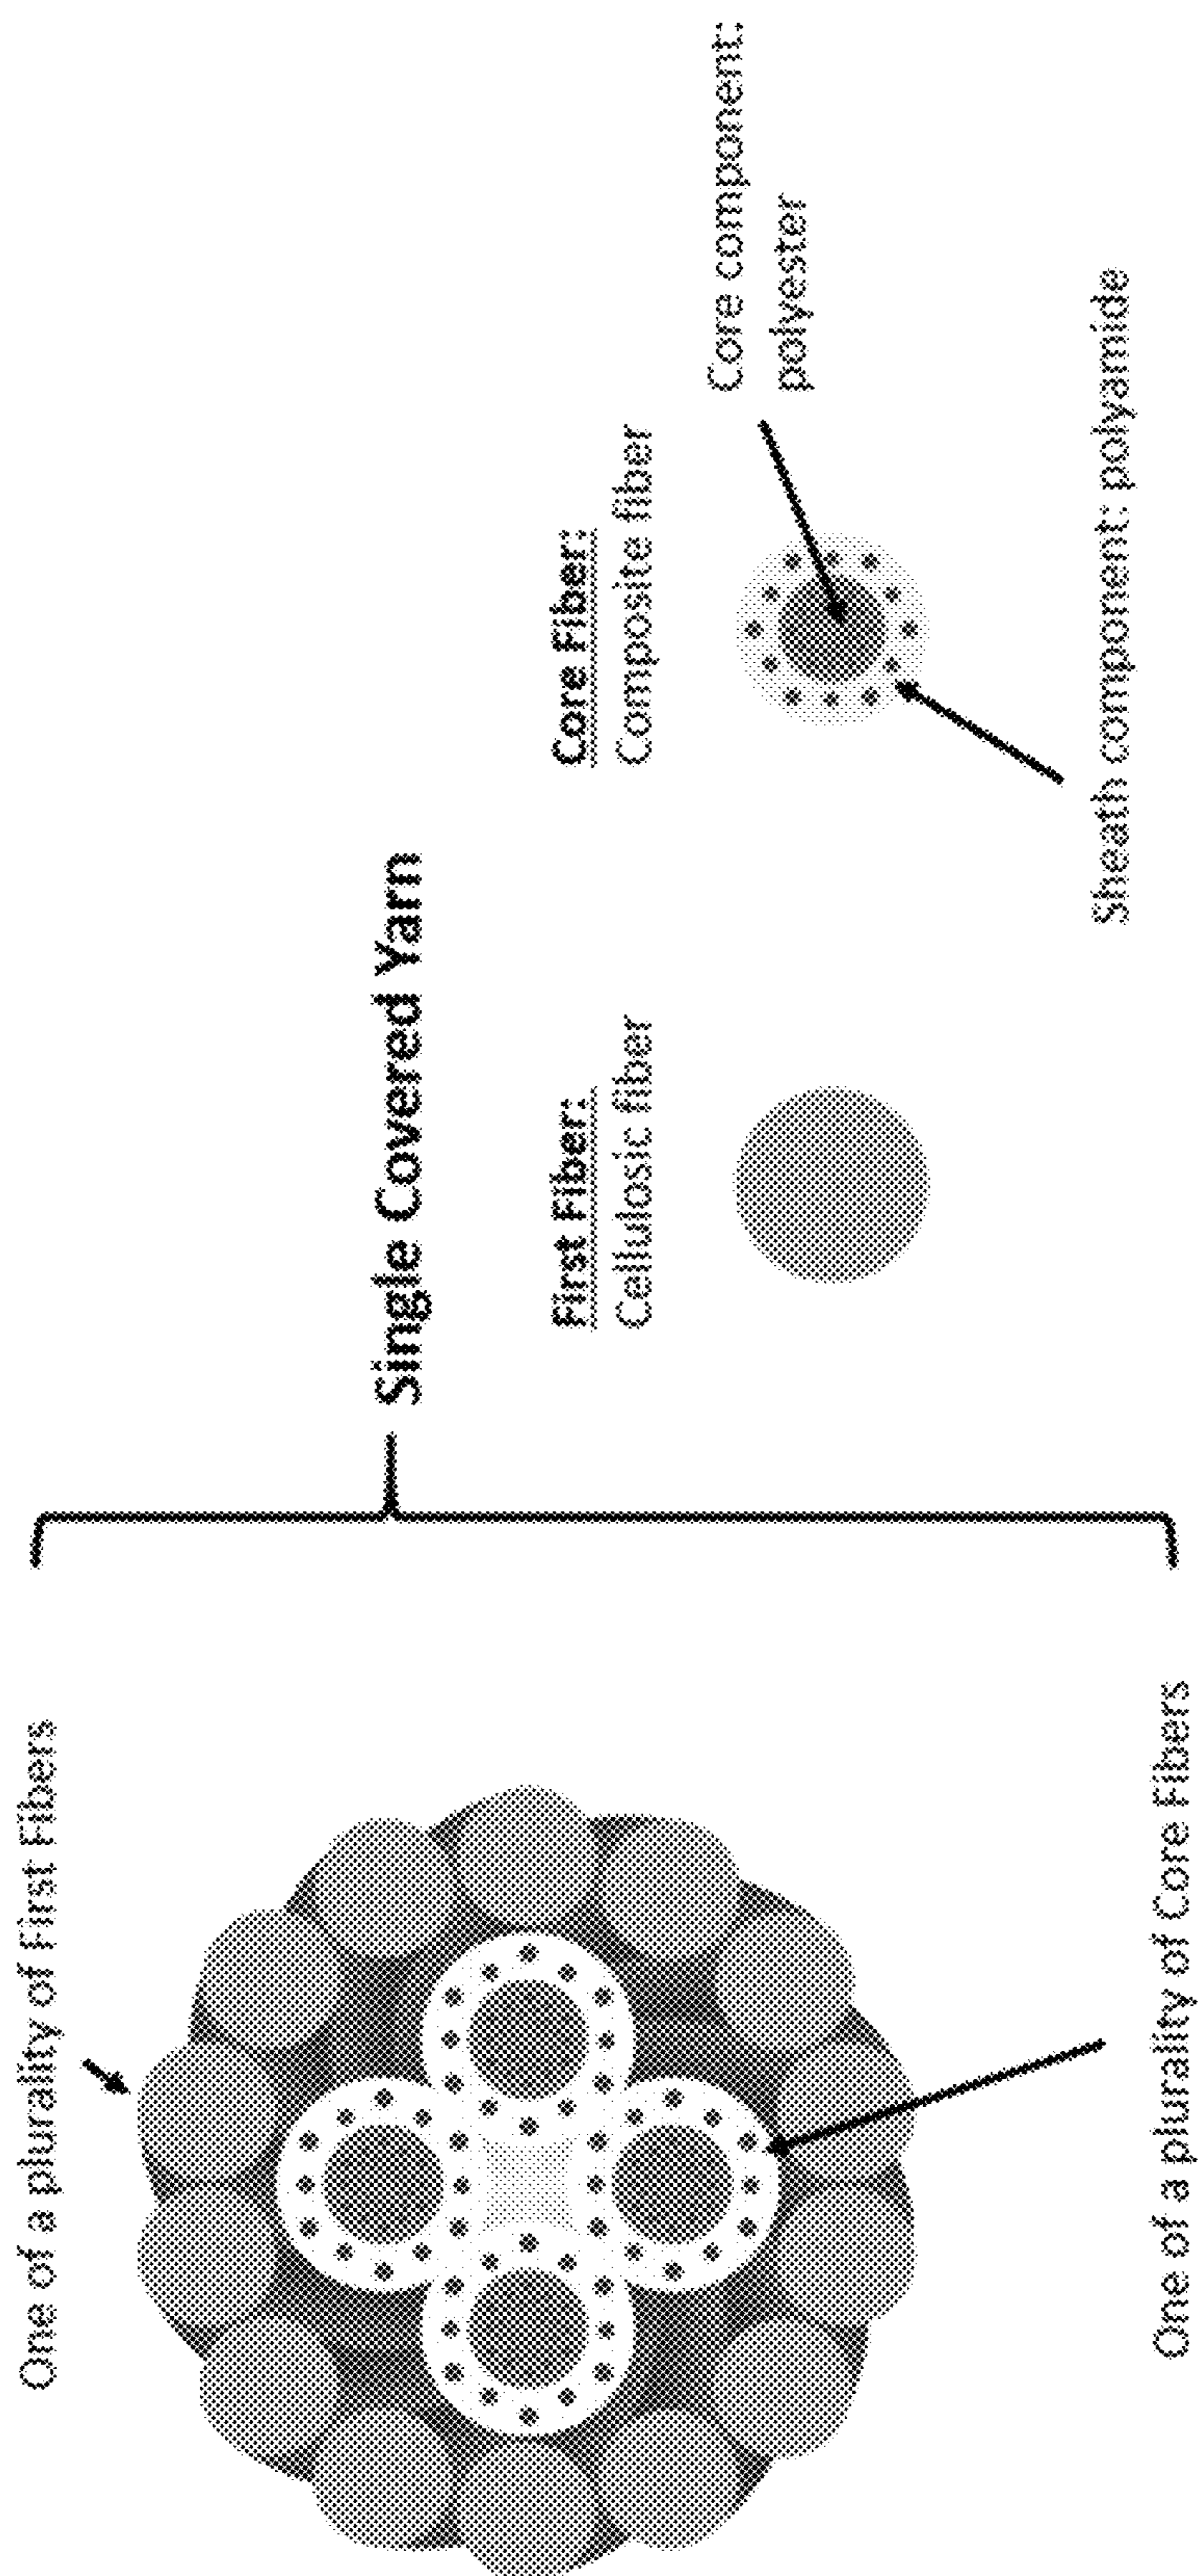 One of a plurality of First Fibers
Single Covered Yarn
First Fiber:
Cellulosic fiber
Core Fiber:
Composite fiber
Core component:
polyester
Sheath component: polyamide
One of a plurality of Core Fibers